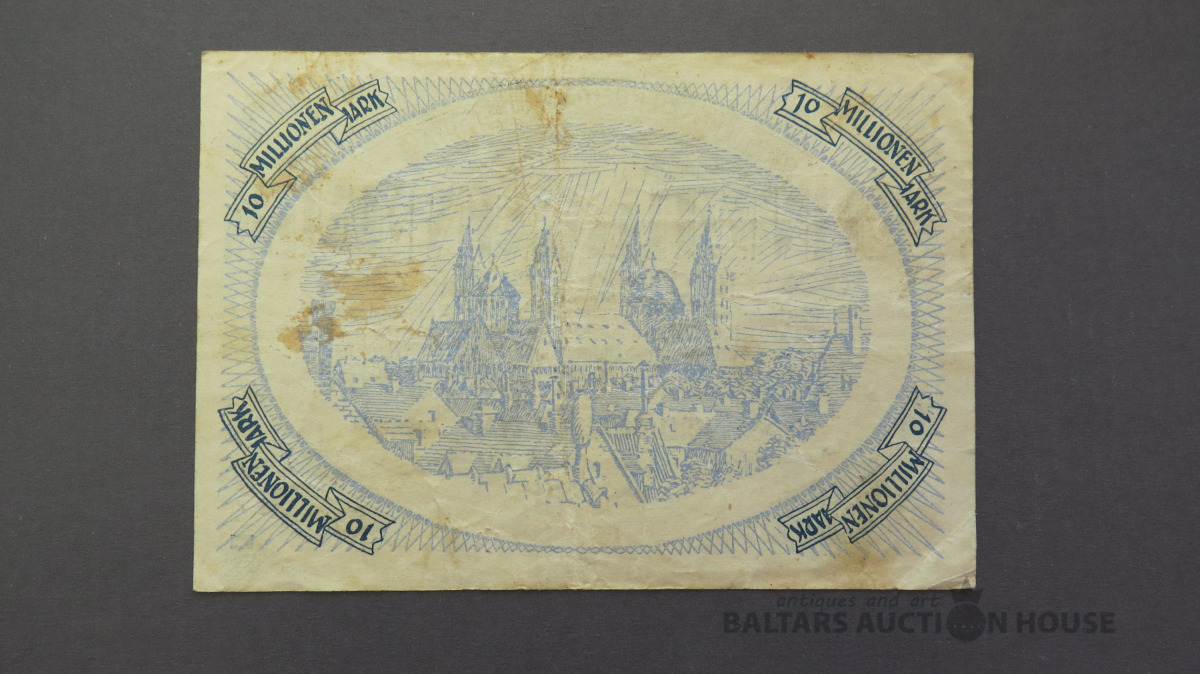 10 MILLIONEN MARK
10 MILLIONEN MARK
10 MILLIONEN MARK
10 MILLIONEN MARK
antiques and art
BALTARS AUCTION HOUSE